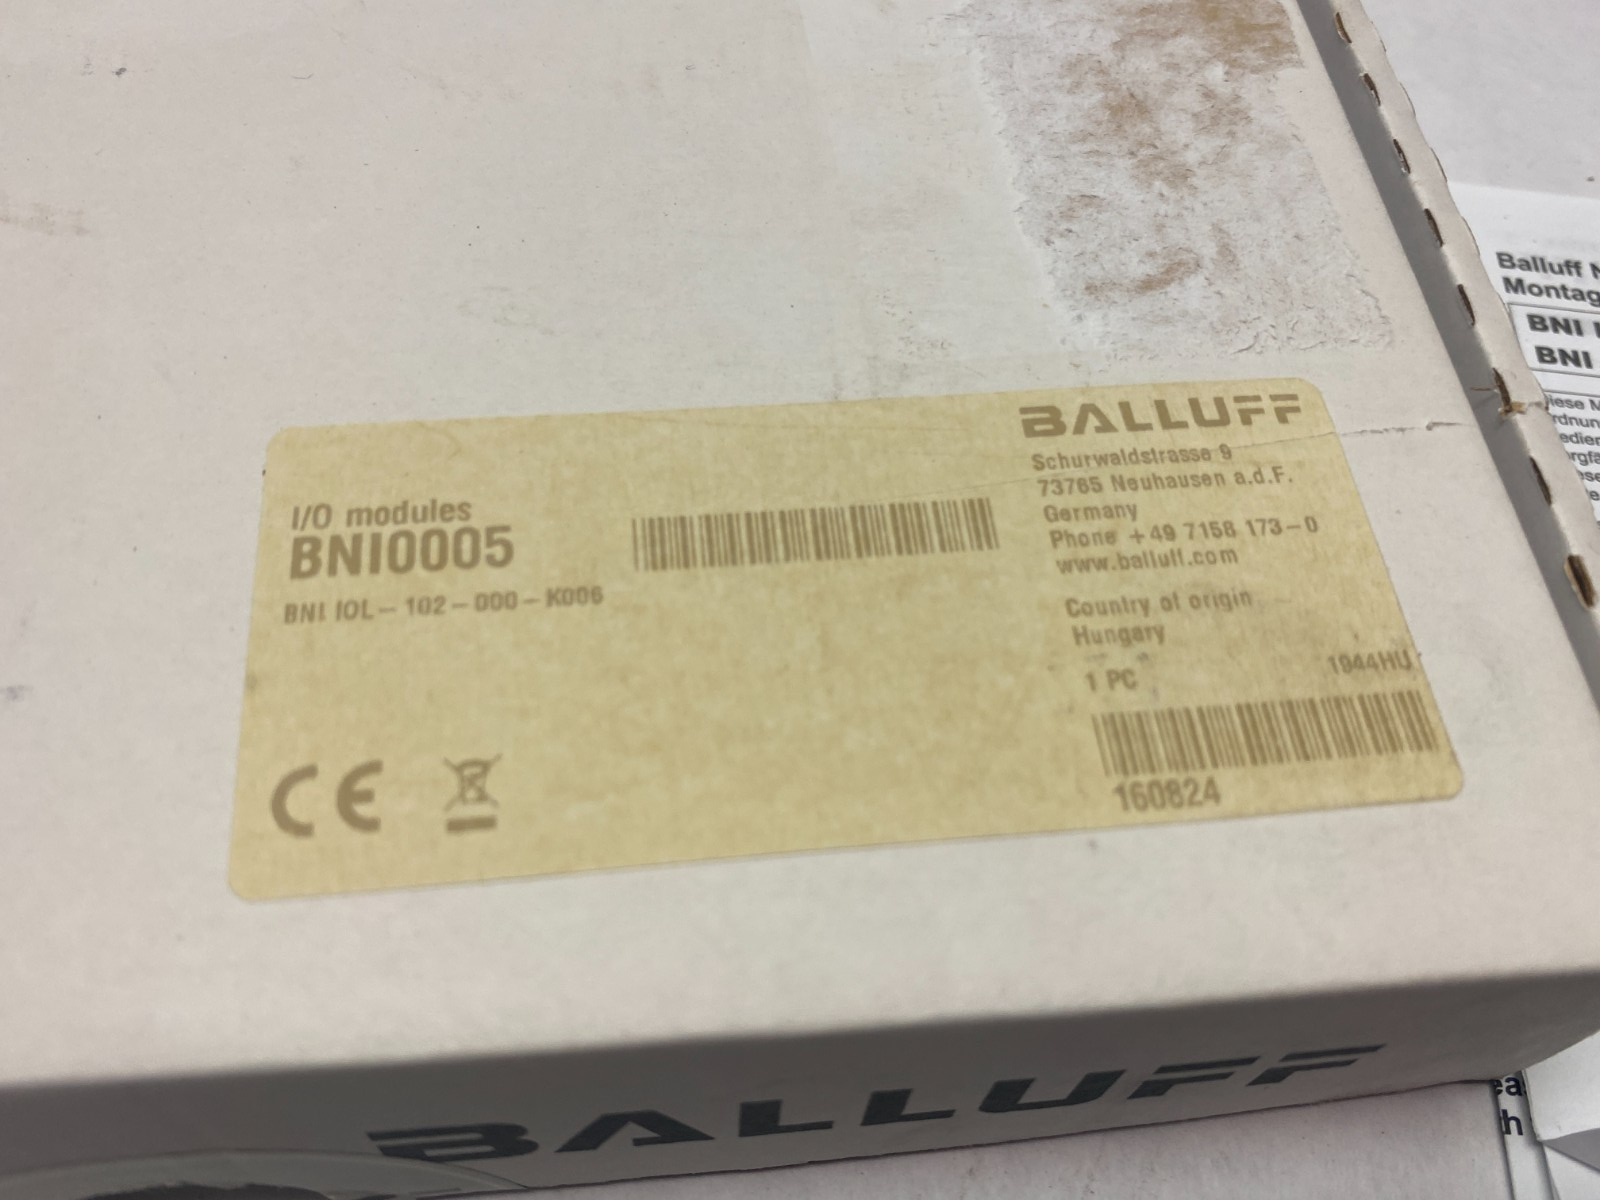 BALLUFF
Schurwaldstrasse 9
73765 Neuhausen a.d.F.
Germany
Phone +49 7158 173-0
www.balluff.com
Country of origin
Hungary
1 PC 1944HU
160824
I/O modules
BNI0005
BNI IOL-102-000-K006
CE
BALLUFF
Balluff
BNI
BNI